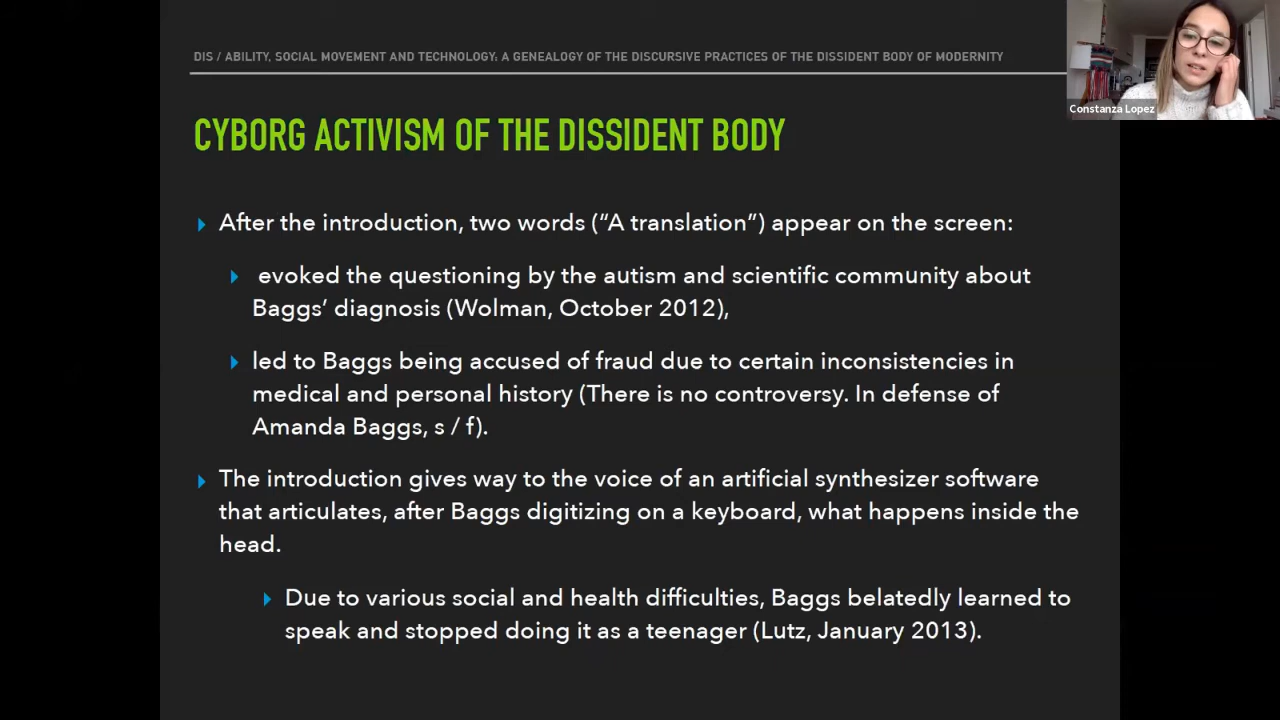 DIS / ABILITY, SOCIAL MOVEMENT AND TECHNOLOGY: A GENEALOGY OF THE DISCURSIVE PRACTICES OF THE DISSIDENT BODY OF MODERNITY
Constanza Lopez
CYBORG ACTIVISM OF THE DISSIDENT BODY
After the introduction, two words (“A translation”) appear on the screen:
evoked the questioning by the autism and scientific community about
Baggs’ diagnosis (Wolman, October 2012),
led to Baggs being accused of fraud due to certain inconsistencies in
medical and personal history (There is no controversy. In defense of
Amanda Baggs, s / f).
The introduction gives way to the voice of an artificial synthesizer software
that articulates, after Baggs digitizing on a keyboard, what happens inside the
head.
Due to various social and health difficulties, Baggs belatedly learned to
speak and stopped doing it as a teenager (Lutz, January 2013).